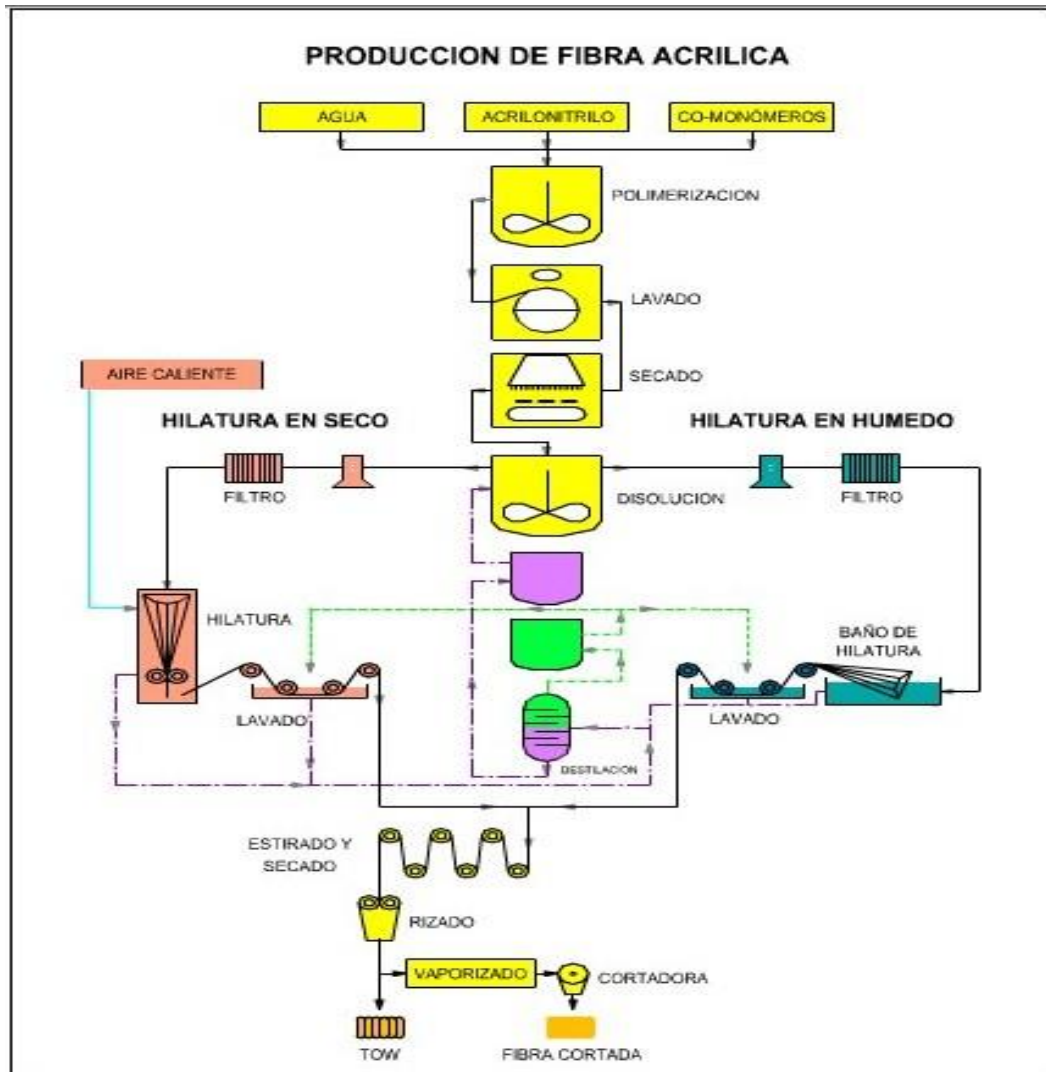 PRODUCCION DE FIBRA ACRILICA
AGUA
ACRILONITRILO
CO-MONÓMEROS
POLIMERIZACION
LAVADO
AIRE CALIENTE
SECADO
HILATURA EN SECO
HILATURA EN HUMEDO
FILTRO
DISOLUCION
FILTRO
HILATURA
BAÑO DE
HILATURA
LAVADO
LAVADO
DESTILACION
ESTIRADO Y
SECADO
RIZADO
VAPORIZADO
CORTADORA
TOW
FIBRA CORTADA